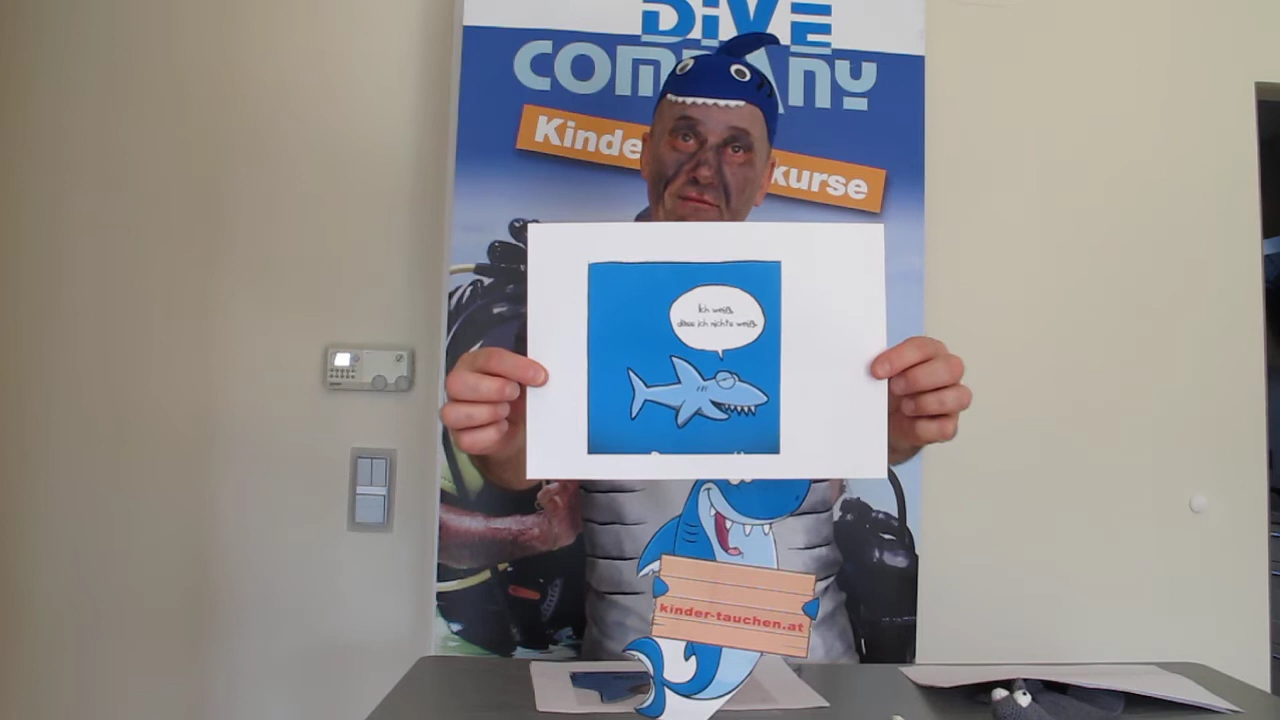 DIVE
COMPANY
Kinde kurse
Ich weiß,
dass ich nichts weiß.
kinder-tauchen.at